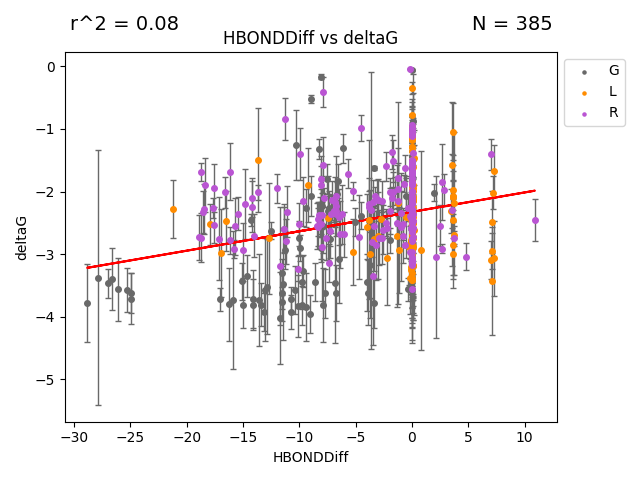 r^2 = 0.08
N = 385
HBONDDiff vs deltaG
G
L
R
deltaG
0
−1
−2
−3
−4
−5
−30 −25 −20 −15 −10 −5 0 5 10
HBONDDiff